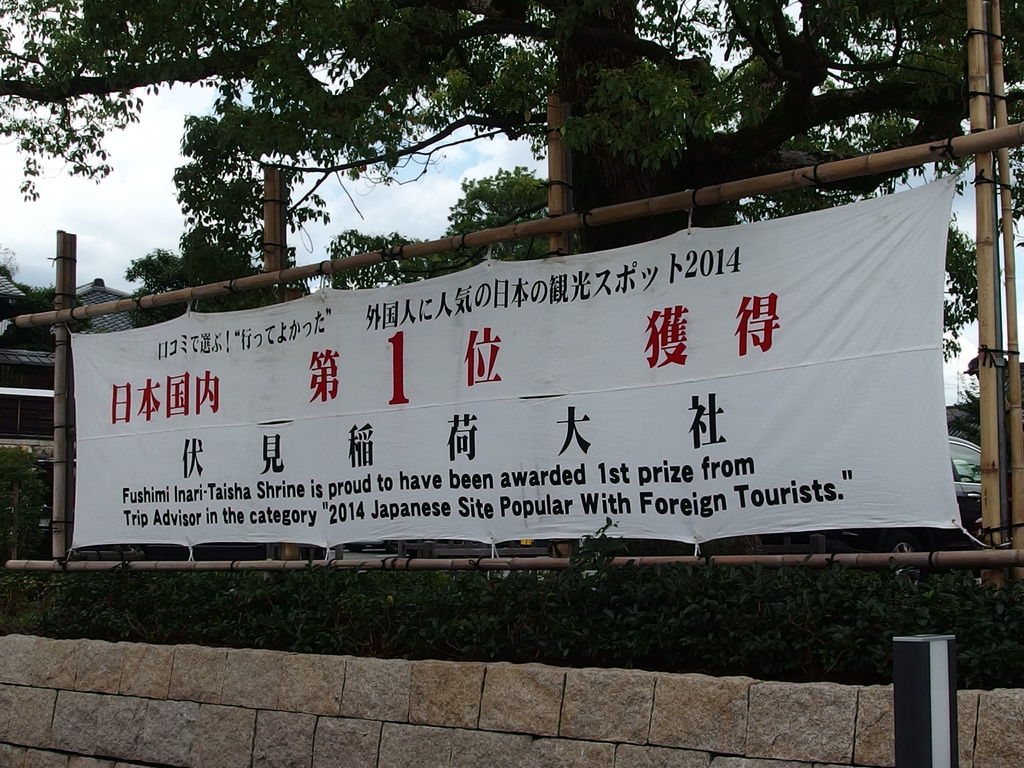 口コミで選ぶ！“行ってよかった” 外国人に人気の日本の観光スポット2014
日本国内 第1位 獲得
伏見稲荷大社
Fushimi Inari-Taisha Shrine is proud to have been awarded 1st prize from
Trip Advisor in the category "2014 Japanese Site Popular With Foreign Tourists."